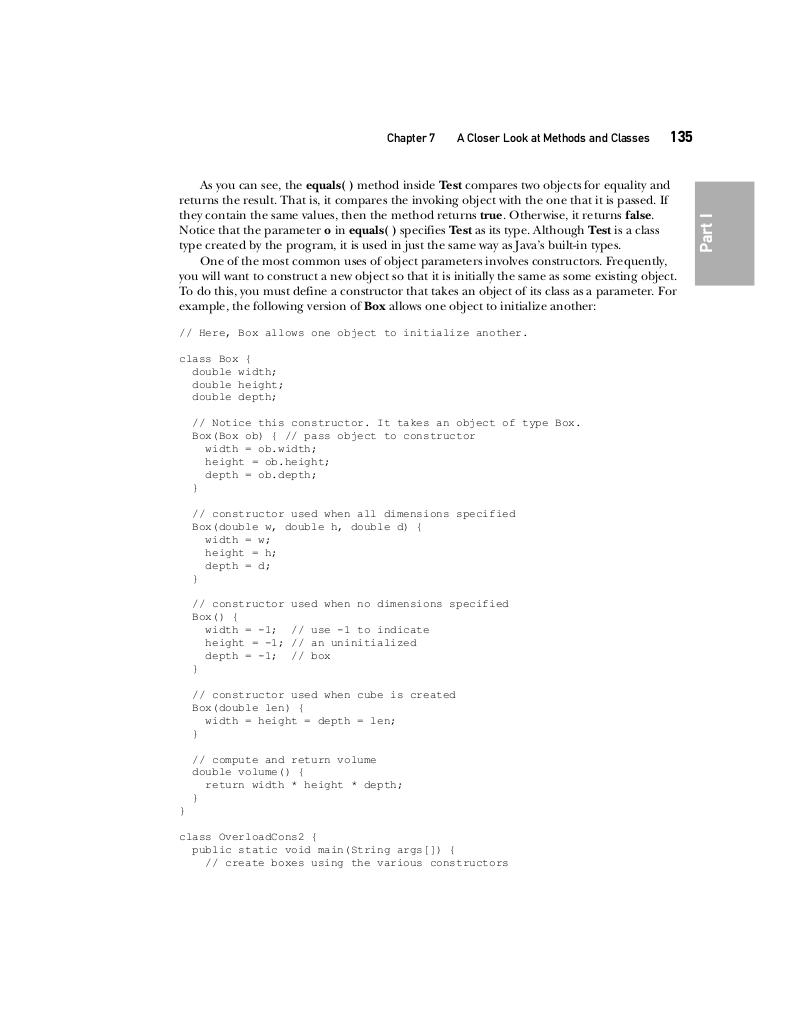 Chapter 7 A Closer Look at Methods and Classes 135
Part I
As you can see, the equals( ) method inside Test compares two objects for equality and
returns the result. That is, it compares the invoking object with the one that it is passed. If
they contain the same values, then the method returns true. Otherwise, it returns false.
Notice that the parameter o in equals( ) specifies Test as its type. Although Test is a class
type created by the program, it is used in just the same way as Java’s built-in types.
One of the most common uses of object parameters involves constructors. Frequently,
you will want to construct a new object so that it is initially the same as some existing object.
To do this, you must define a constructor that takes an object of its class as a parameter. For
example, the following version of Box allows one object to initialize another:
// Here, Box allows one object to initialize another.
class Box {
  double width;
  double height;
  double depth;
  // Notice this constructor. It takes an object of type Box.
  Box(Box ob) { // pass object to constructor
    width = ob.width;
    height = ob.height;
    depth = ob.depth;
  }
  // constructor used when all dimensions specified
  Box(double w, double h, double d) {
    width = w;
    height = h;
    depth = d;
  }
  // constructor used when no dimensions specified
  Box() {
    width = -1;  // use -1 to indicate
    height = -1; // an uninitialized
    depth = -1;  // box
  }
  // constructor used when cube is created
  Box(double len) {
    width = height = depth = len;
  }
  // compute and return volume
  double volume() {
    return width * height * depth;
  }
}
class OverloadCons2 {
  public static void main(String args[]) {
    // create boxes using the various constructors